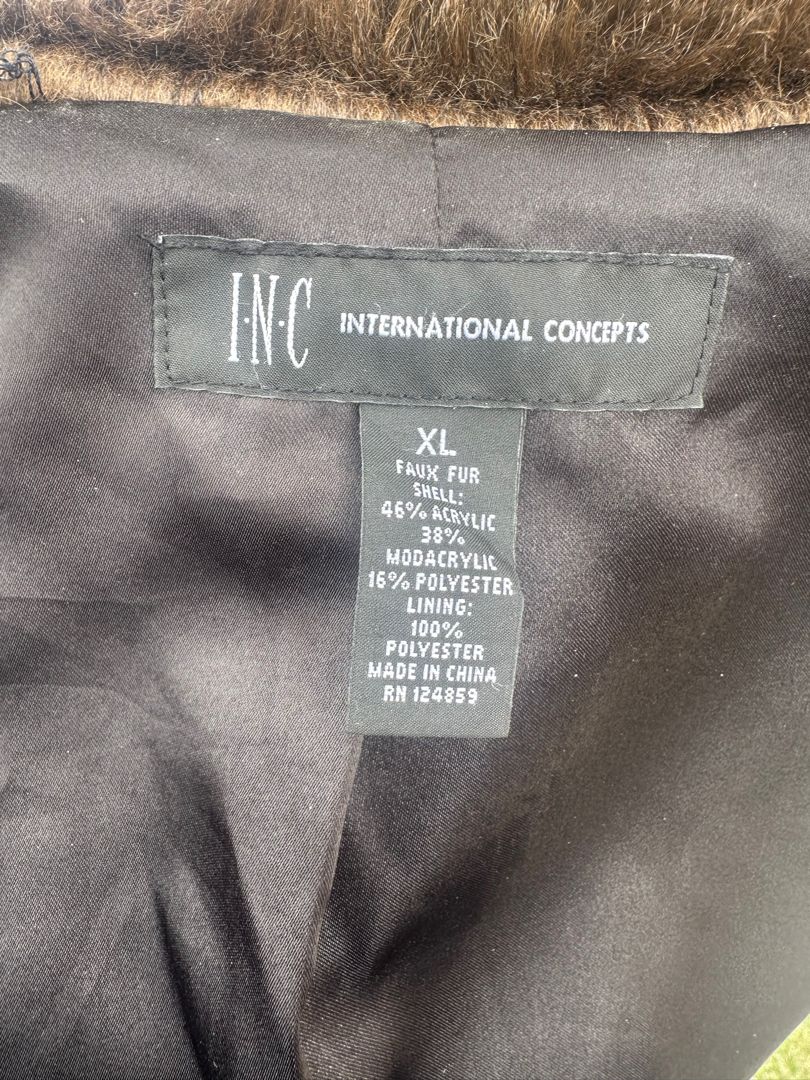 I·N·C INTERNATIONAL CONCEPTS
XL
FAUX FUR
SHELL:
46% ACRYLIC
38%
MODACRYLIC
16% POLYESTER
LINING:
100%
POLYESTER
MADE IN CHINA
RN 124859